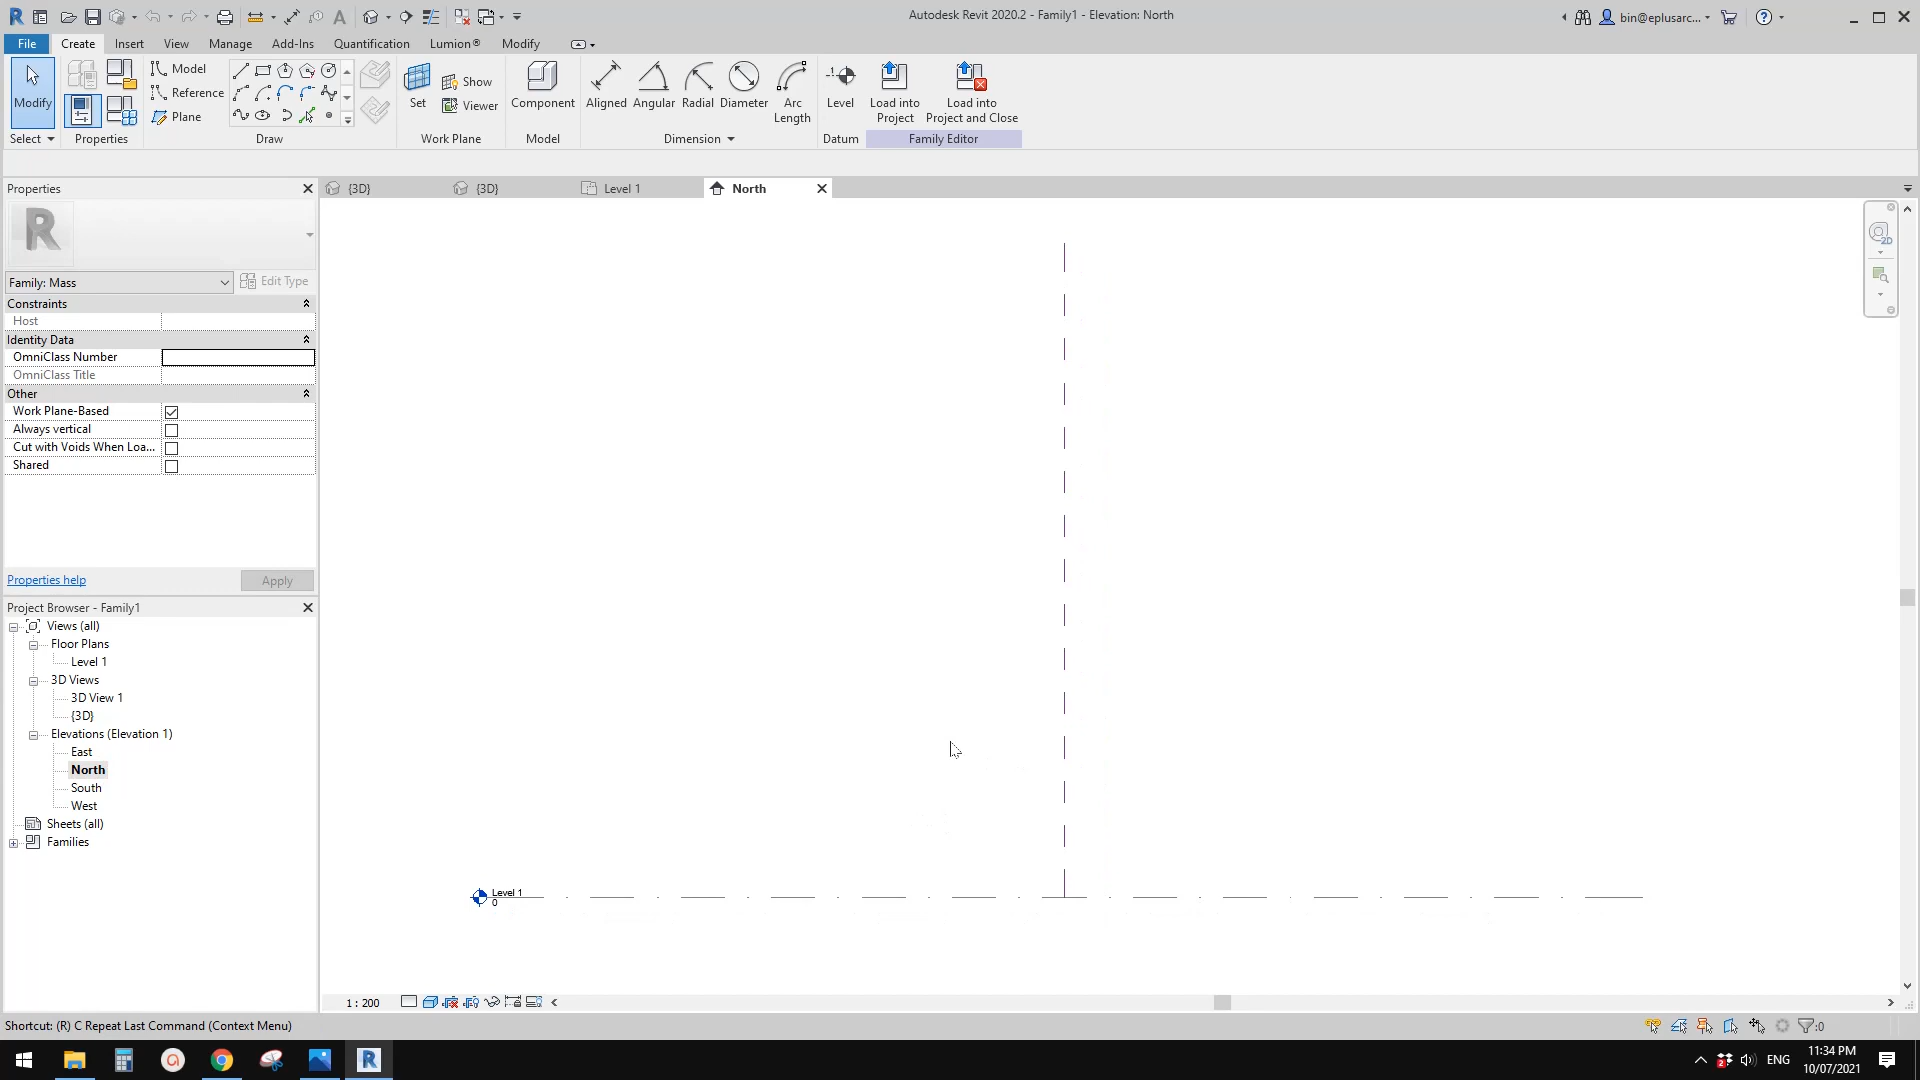 Autodesk Revit 2020.2 - Family1 - Elevation: North
bin@eplusarc...
File
Create
Insert
View
Manage
Add-Ins
Quantification
Lumion®
Modify
Modify
Model
Reference
Plane
Set
Show
Viewer
Component
Aligned
Angular
Radial
Diameter
Arc
Length
Level
Load into
Project
Load into
Project and Close
Select
Properties
Draw
Work Plane
Model
Dimension
Datum
Family Editor
Properties
{3D}
{3D}
Level 1
North
Family: Mass
Edit Type
Constraints
Host
Identity Data
OmniClass Number
OmniClass Title
Other
Work Plane-Based
Always vertical
Cut with Voids When Loa...
Shared
Properties help
Apply
Project Browser - Family1
Views (all)
Floor Plans
Level 1
3D Views
3D View 1
{3D}
Elevations (Elevation 1)
East
North
South
West
Sheets (all)
Families
Level 1
0
2D
1 : 200
Shortcut: (R) C Repeat Last Command (Context Menu)
:0
ENG
11:34 PM
10/07/2021